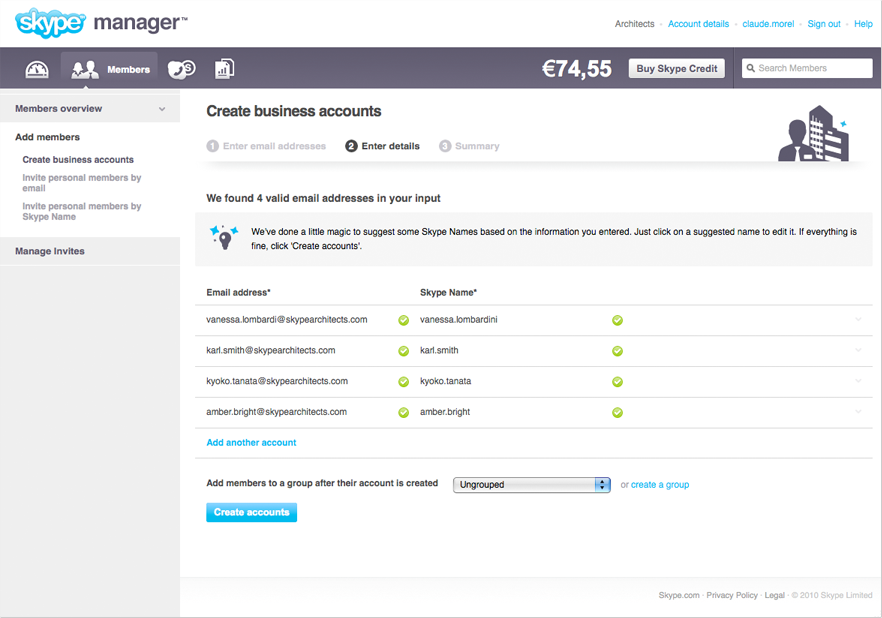 skype manager™
Architects · Account details · claude.morel · Sign out · Help
Members
€74,55
Buy Skype Credit
Search Members
Members overview
Add members
Create business accounts
Invite personal members by
email
Invite personal members by
Skype Name
Manage Invites
Create business accounts
1 Enter email addresses 2 Enter details 3 Summary
We found 4 valid email addresses in your input
We've done a little magic to suggest some Skype Names based on the information you entered. Just click on a suggested name to edit it. If everything is
fine, click 'Create accounts'.
Email address* Skype Name*
vanessa.lombardi@skypearchitects.com vanessa.lombardini
karl.smith@skypearchitects.com karl.smith
kyoko.tanata@skypearchitects.com kyoko.tanata
amber.bright@skypearchitects.com amber.bright
Add another account
Add members to a group after their account is created Ungrouped or create a group
Create accounts
Skype.com · Privacy Policy · Legal · © 2010 Skype Limited